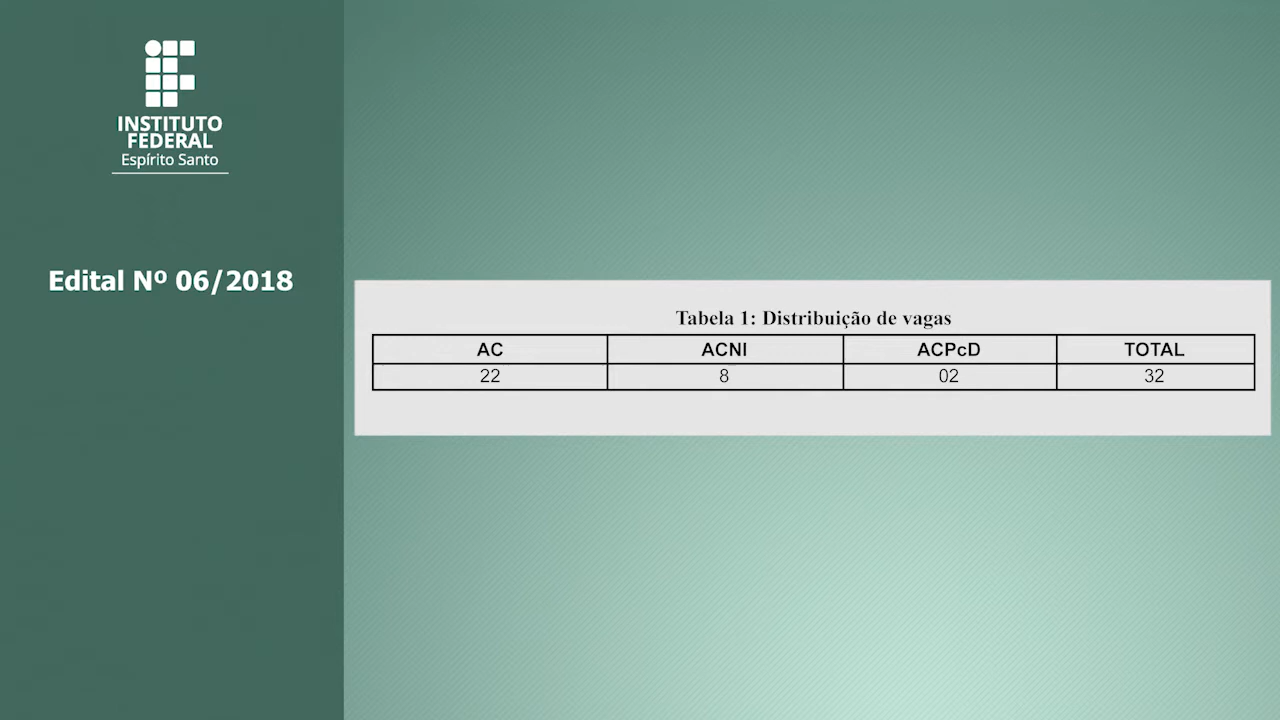 INSTITUTO
FEDERAL
Espírito Santo
Edital Nº 06/2018
Tabela 1: Distribuição de vagas
AC ACNI ACPcD TOTAL
22 8 02 32